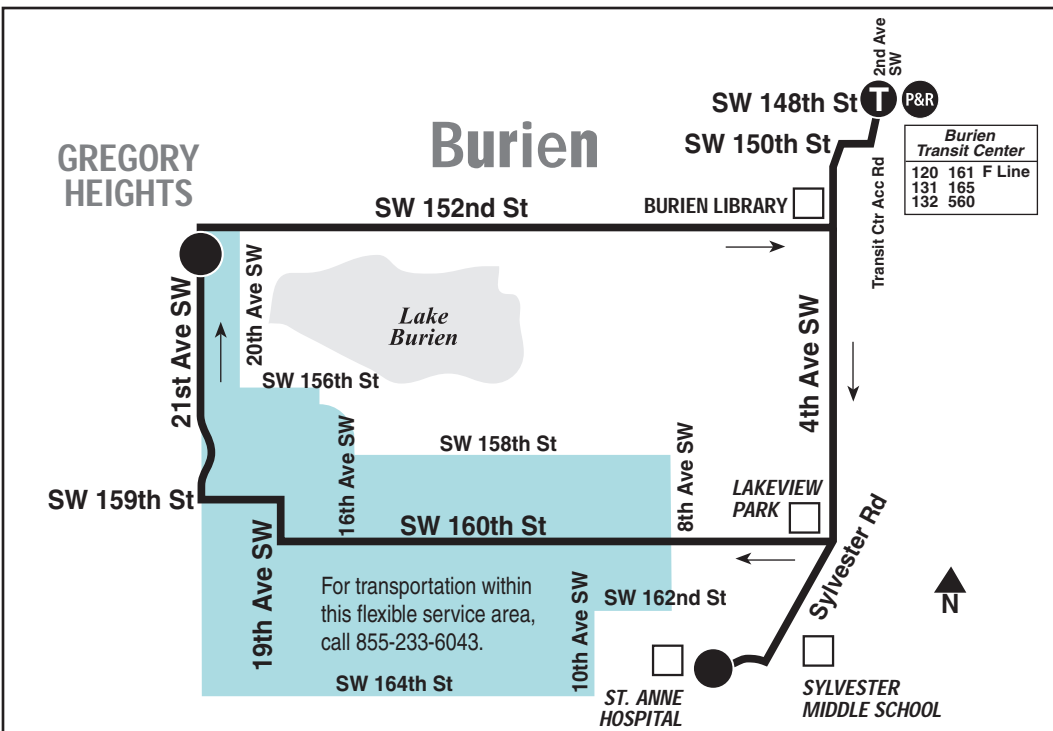 2nd Ave
SW
SW 148th St
T
P&R
SW 150th St
Burien
Transit Center
120 161 F Line
131 165
132 560
Transit Ctr Acc Rd
Burien
GREGORY
HEIGHTS
BURIEN LIBRARY
SW 152nd St
21st Ave SW
20th Ave SW
Lake
Burien
4th Ave SW
SW 156th St
16th Ave SW
SW 158th St
8th Ave SW
LAKEVIEW
PARK
SW 159th St
SW 160th St
Sylvester Rd
19th Ave SW
For transportation within
this flexible service area,
call 855-233-6043.
10th Ave SW
SW 162nd St
N
SW 164th St
ST. ANNE
HOSPITAL
SYLVESTER
MIDDLE SCHOOL